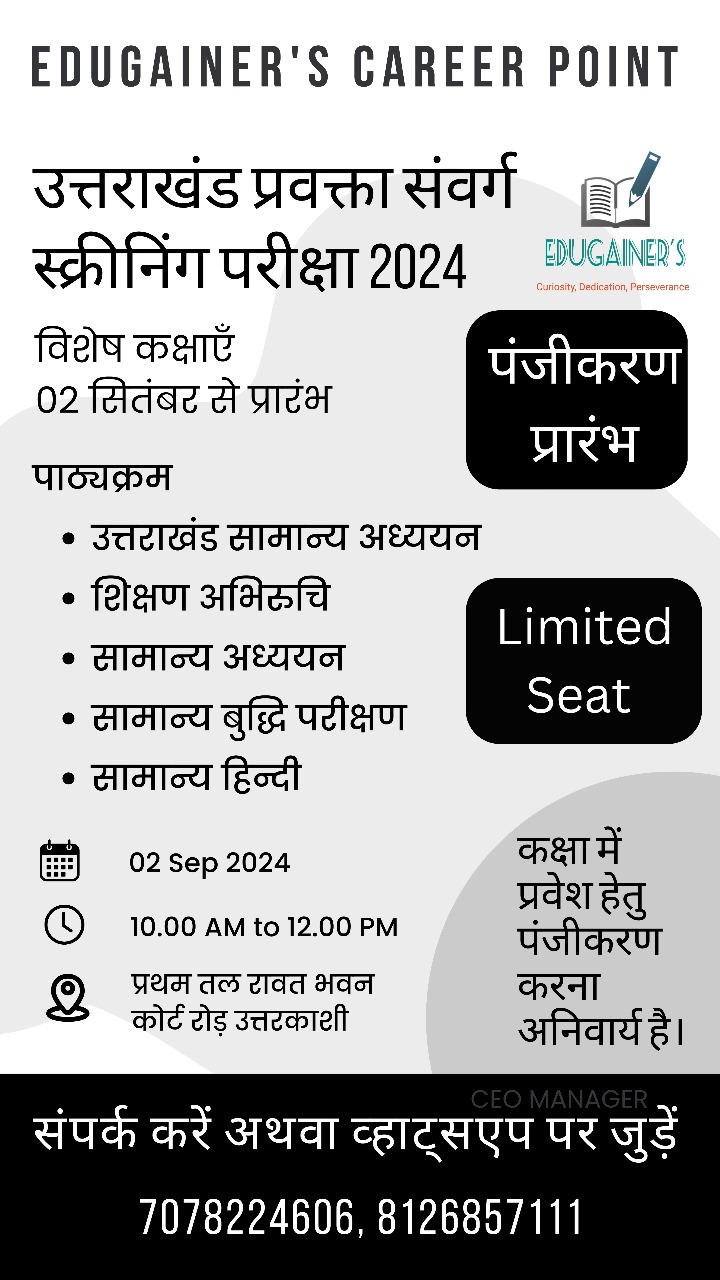 EDUGAINER'S CAREER POINT
उत्तराखंड प्रवक्ता संवर्ग
स्क्रीनिंग परीक्षा 2024
EDUGAINER'S
Curiosity, Dedication, Perseverance
विशेष कक्षाएँ
02 सितंबर से प्रारंभ
पंजीकरण
प्रारंभ
पाठ्यक्रम
• उत्तराखंड सामान्य अध्ययन
• शिक्षण अभिरुचि
• सामान्य अध्ययन
• सामान्य बुद्धि परीक्षण
• सामान्य हिन्दी
Limited
Seat
02 Sep 2024
10.00 AM to 12.00 PM
प्रथम तल रावत भवन
कोर्ट रोड़ उत्तरकाशी
कक्षा में
प्रवेश हेतु
पंजीकरण
करना
अनिवार्य है।
CEO MANAGER
संपर्क करें अथवा व्हाट्सएप पर जुड़ें
7078224606, 8126857111